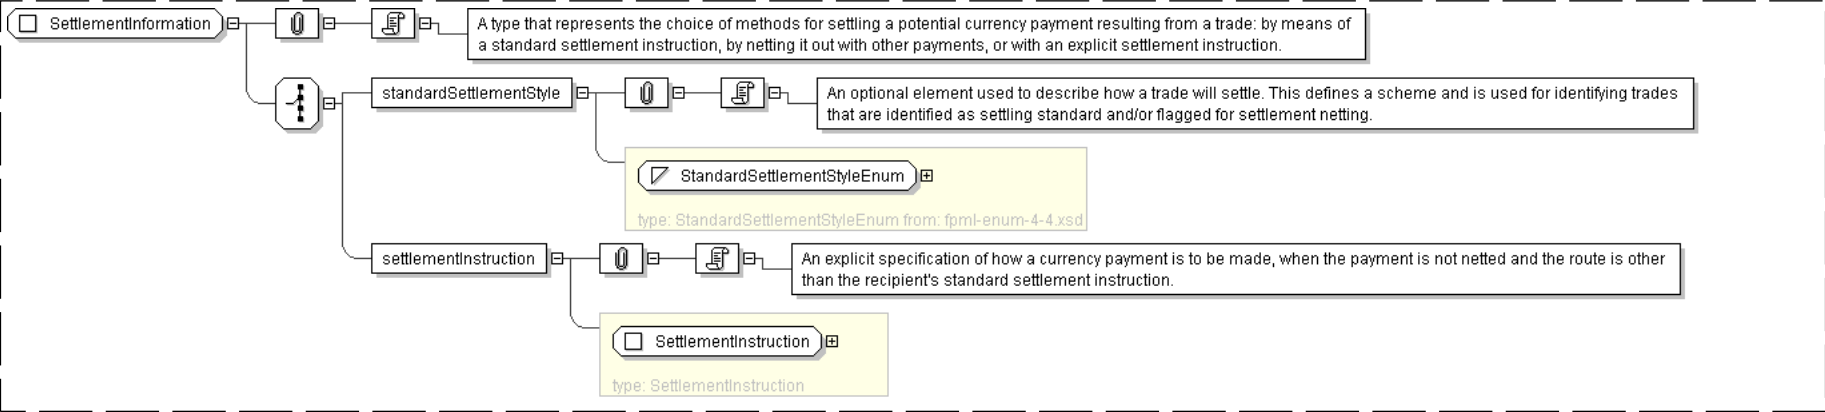 SettlementInformation
A type that represents the choice of methods for settling a potential currency payment resulting from a trade: by means of
a standard settlement instruction, by netting it out with other payments, or with an explicit settlement instruction.
standardSettlementStyle
An optional element used to describe how a trade will settle. This defines a scheme and is used for identifying trades
that are identified as settling standard and/or flagged for settlement netting.
StandardSettlementStyleEnum
type: StandardSettlementStyleEnum from: fpml-enum-4-4.xsd
settlementInstruction
An explicit specification of how a currency payment is to be made, when the payment is not netted and the route is other
than the recipient's standard settlement instruction.
SettlementInstruction
type: SettlementInstruction